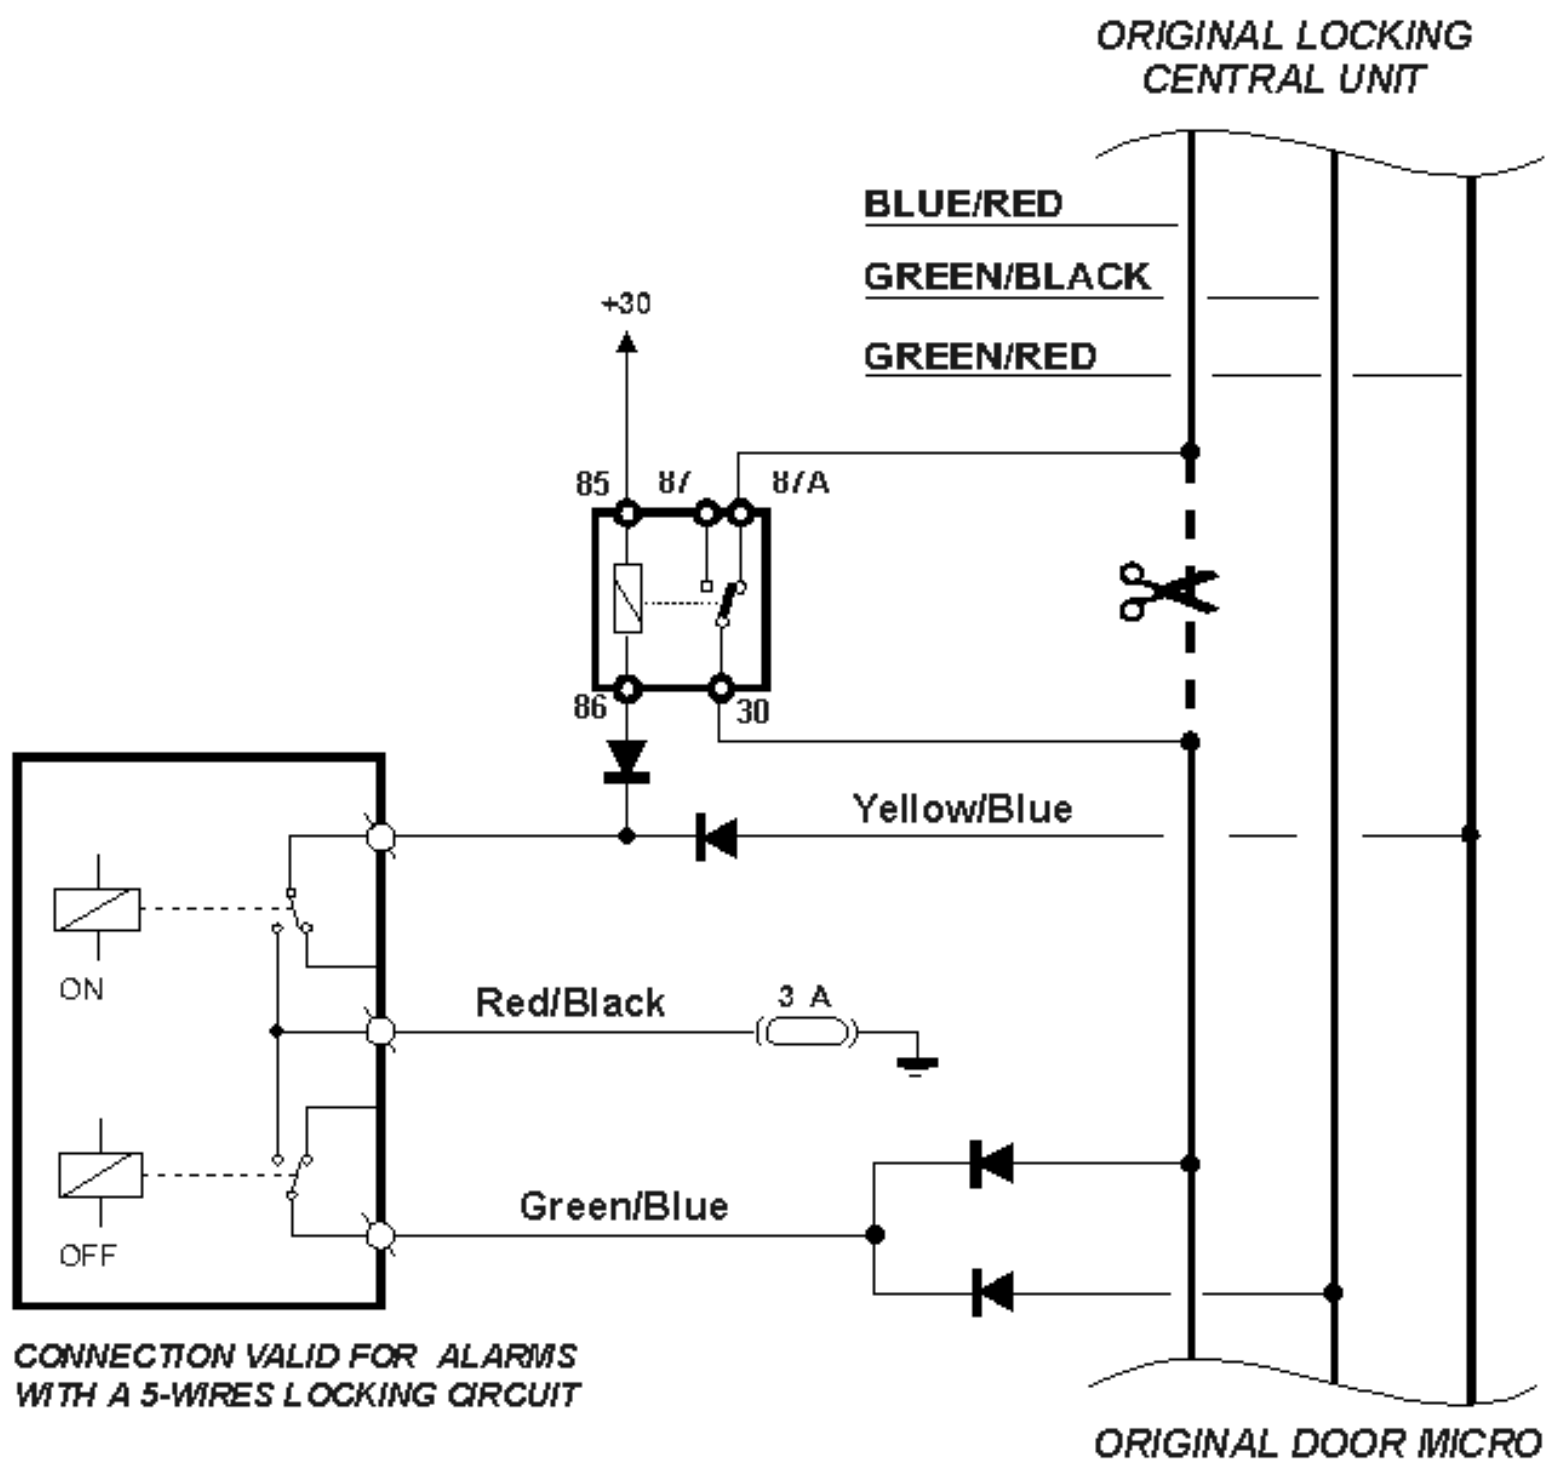 ORIGINAL LOCKING
CENTRAL UNIT
BLUE/RED
GREEN/BLACK
GREEN/RED
+30
85
87
87A
86
30
Yellow/Blue
ON
Red/Black
3 A
Green/Blue
OFF
CONNECTION VALID FOR ALARMS
WITH A 5-WIRES LOCKING CIRCUIT
ORIGINAL DOOR MICRO